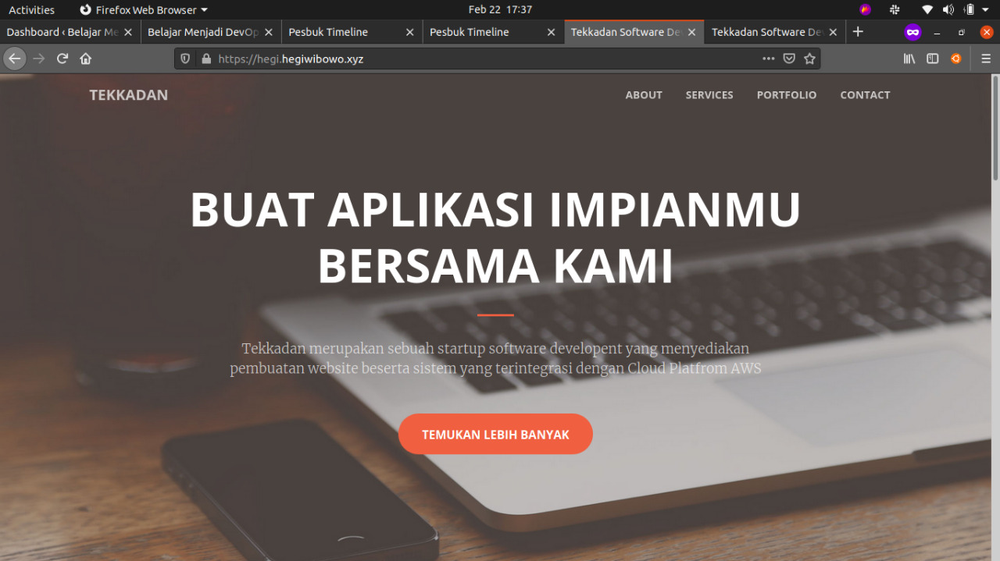 Activities Firefox Web Browser Feb 22 17:37
Dashboard ‹ Belajar Me Belajar Menjadi DevOp Pesbuk Timeline Pesbuk Timeline Tekkadan Software Dev Tekkadan Software De
https://hegi.hegiwibowo.xyz
TEKKADAN ABOUT SERVICES PORTFOLIO CONTACT
BUAT APLIKASI IMPIANMU
BERSAMA KAMI
Tekkadan merupakan sebuah startup software developent yang menyediakan
pembuatan website beserta sistem yang terintegrasi dengan Cloud Platfrom AWS
TEMUKAN LEBIH BANYAK